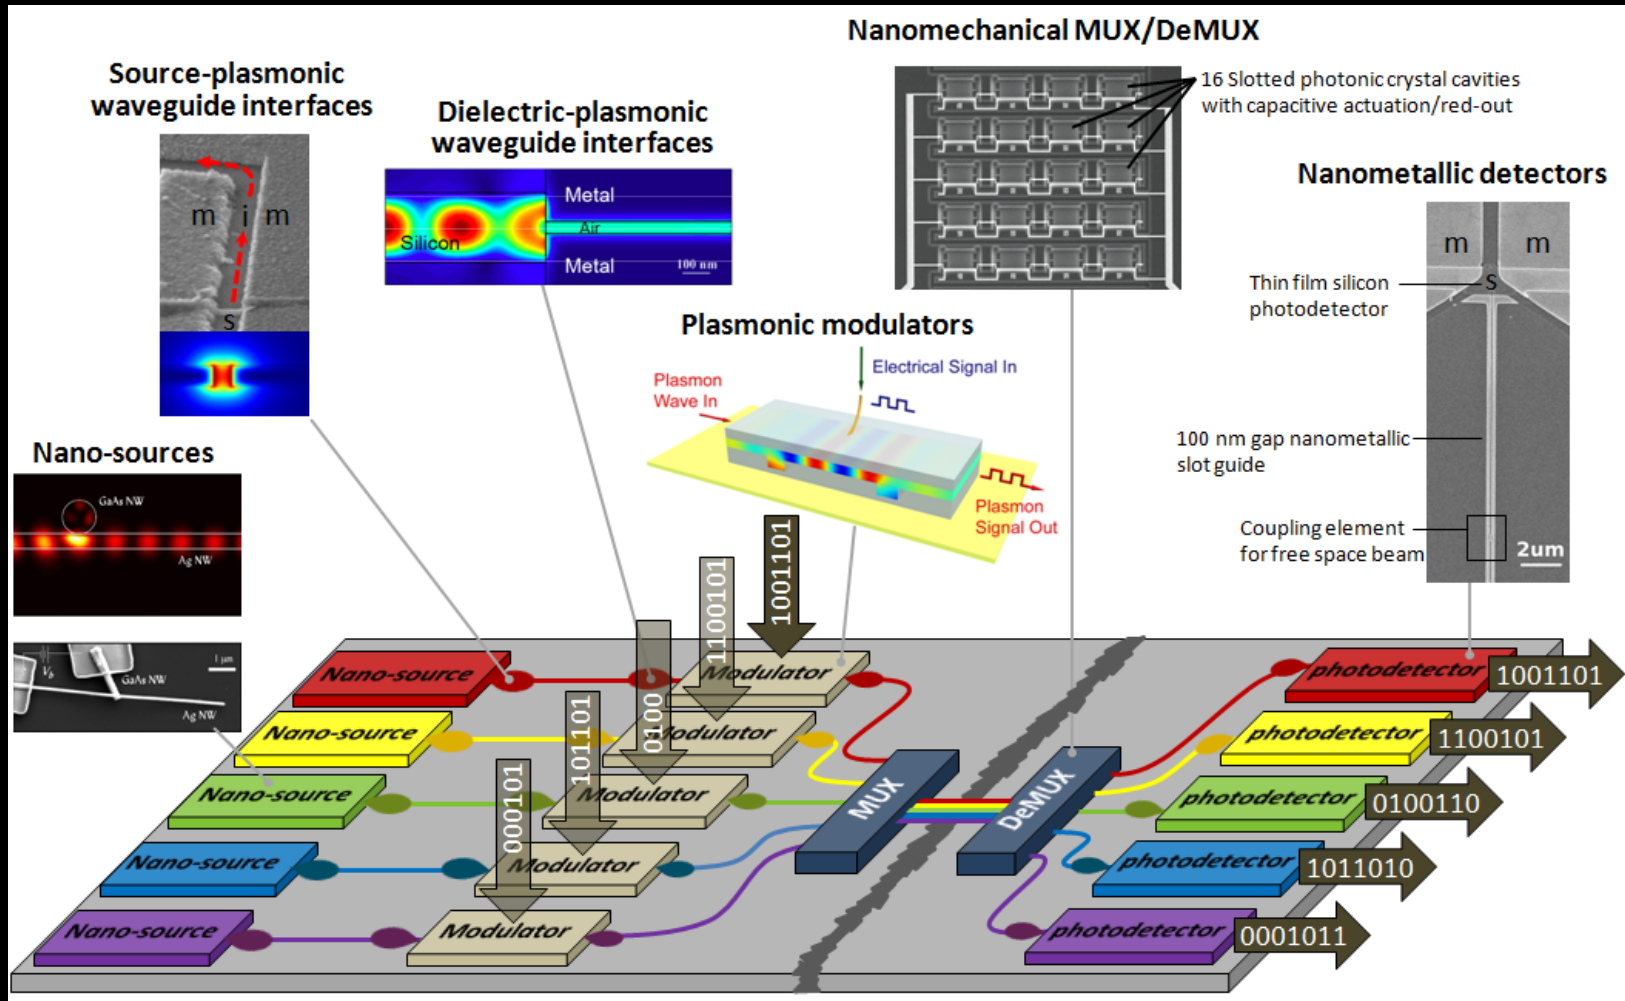 Nanomechanical MUX/DeMUX
16 Slotted photonic crystal cavities
with capacitive actuation/red-out
Source-plasmonic
waveguide interfaces
m i m
s
Dielectric-plasmonic
waveguide interfaces
Metal
Air
Silicon
Metal
100 nm
Nanometallic detectors
m m
s
Thin film silicon
photodetector
100 nm gap nanometallic
slot guide
Coupling element
for free space beam
2um
Plasmonic modulators
Electrical Signal In
Plasmon
Wave In
Plasmon
Signal Out
Nano-sources
GaAs NW
Ag NW
1 μm
Vb
GaAs NW
Ag NW
1001101
1100101
0100
101101
000101
Nano-source
Modulator
photodetector
1001101
Nano-source
Modulator
photodetector
1100101
Nano-source
Modulator
MUX
DeMUX
photodetector
0100110
Nano-source
Modulator
photodetector
1011010
Nano-source
Modulator
photodetector
0001011